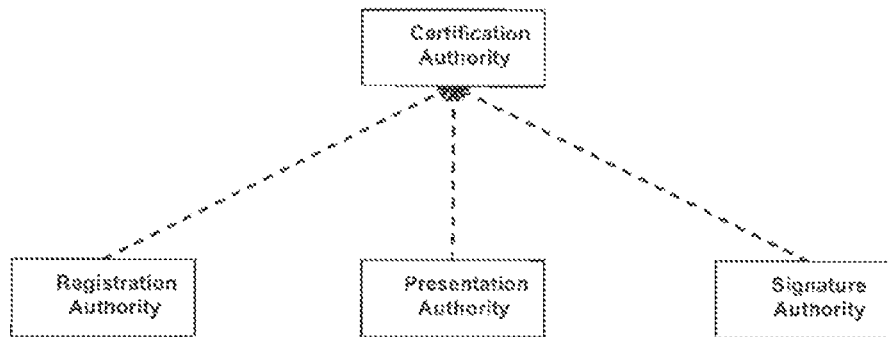 Certification
Authority
Registration
Authority
Presentation
Authority
Signature
Authority